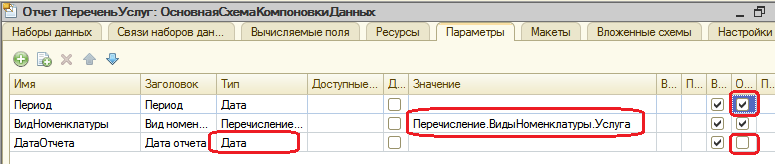 Отчет ПереченьУслуг: ОсновнаяСхемаКомпоновкиДанных
Наборы данных Связи наборов дан... Вычисляемые поля Ресурсы Параметры Макеты Вложенные схемы Настройки
Имя Заголовок Тип Доступные... Д... Значение В... П... В... О... П...
Период Период Дата
ВидНоменклатуры Вид номен... Перечисление... Перечисление.ВидыНоменклатуры.Услуга
ДатаОтчета Дата отчета Дата